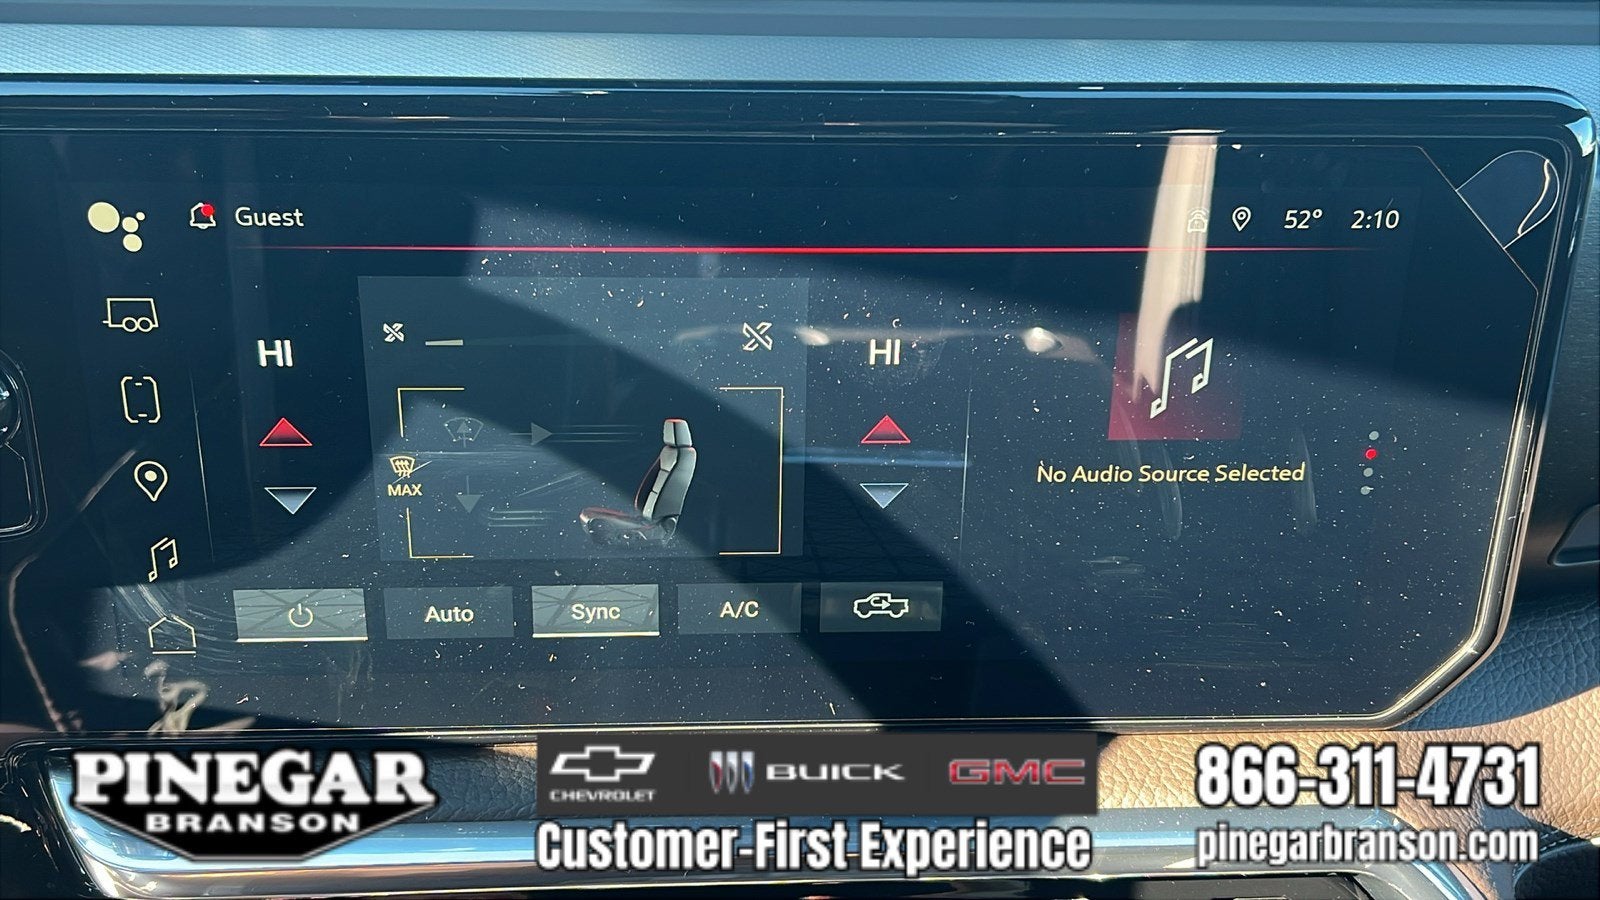 Guest
52° 2:10
HI
HI
MAX
No Audio Source Selected
Auto
Sync
A/C
PINEGAR
BRANSON
CHEVROLET
BUICK
GMC
Customer-First Experience
866-311-4731
pinegarbranson.com